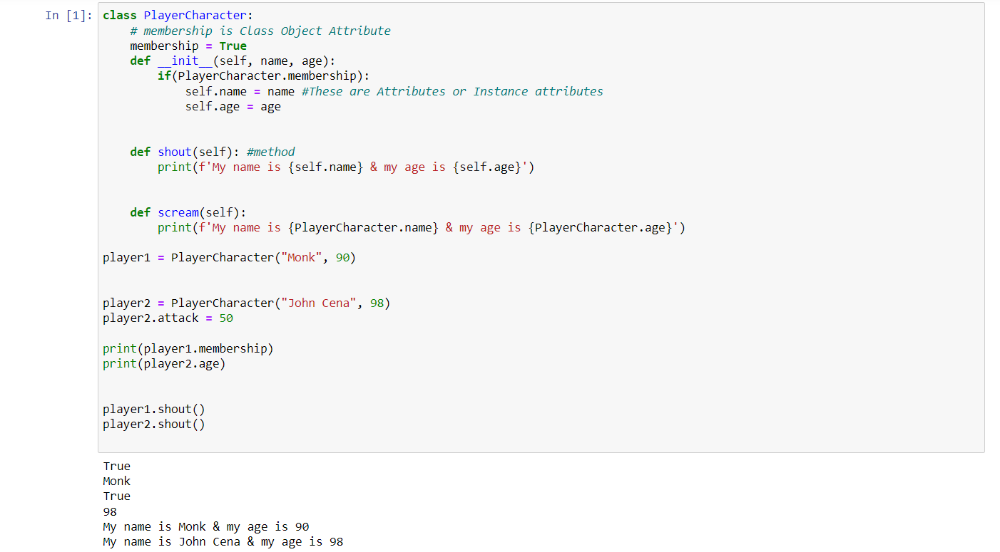 In [1]: class PlayerCharacter:
# membership is Class Object Attribute
membership = True
def __init__(self, name, age):
if(PlayerCharacter.membership):
self.name = name #These are Attributes or Instance attributes
self.age = age
def shout(self): #method
print(f'My name is {self.name} & my age is {self.age}')
def scream(self):
print(f'My name is {PlayerCharacter.name} & my age is {PlayerCharacter.age}')
player1 = PlayerCharacter("Monk", 90)
player2 = PlayerCharacter("John Cena", 98)
player2.attack = 50
print(player1.membership)
print(player2.age)
player1.shout()
player2.shout()
True
Monk
True
98
My name is Monk & my age is 90
My name is John Cena & my age is 98